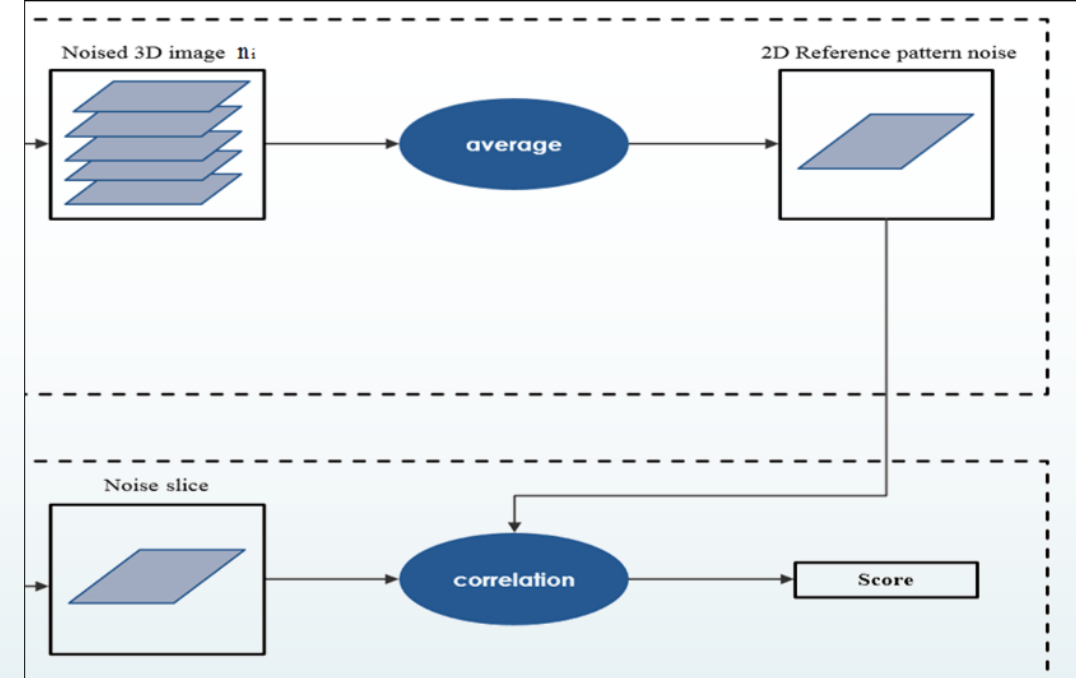 Noised 3D image nᵢ
2D Reference pattern noise
average
Noise slice
correlation
Score